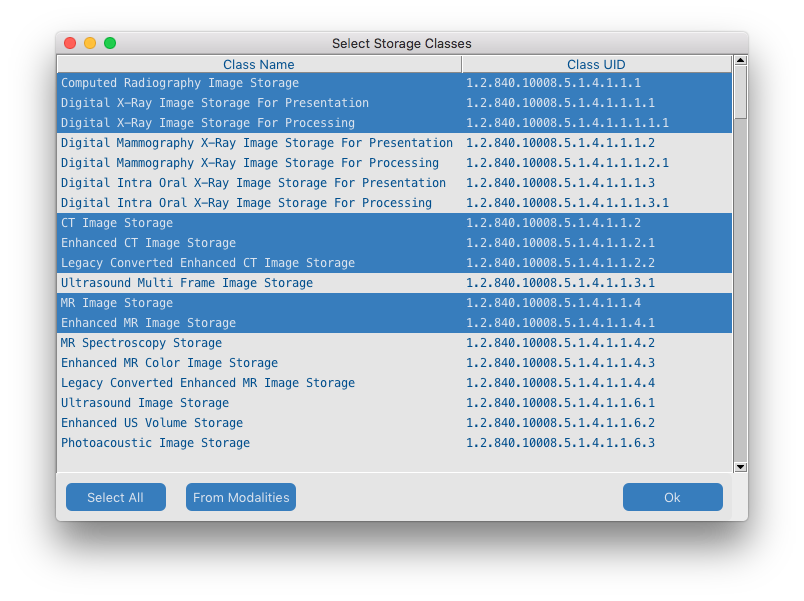 Select Storage Classes
Class Name Class UID
Computed Radiography Image Storage 1.2.840.10008.5.1.4.1.1.1
Digital X-Ray Image Storage For Presentation 1.2.840.10008.5.1.4.1.1.1.1
Digital X-Ray Image Storage For Processing 1.2.840.10008.5.1.4.1.1.1.1.1
Digital Mammography X-Ray Image Storage For Presentation 1.2.840.10008.5.1.4.1.1.1.2
Digital Mammography X-Ray Image Storage For Processing 1.2.840.10008.5.1.4.1.1.1.2.1
Digital Intra Oral X-Ray Image Storage For Presentation 1.2.840.10008.5.1.4.1.1.1.3
Digital Intra Oral X-Ray Image Storage For Processing 1.2.840.10008.5.1.4.1.1.1.3.1
CT Image Storage 1.2.840.10008.5.1.4.1.1.2
Enhanced CT Image Storage 1.2.840.10008.5.1.4.1.1.2.1
Legacy Converted Enhanced CT Image Storage 1.2.840.10008.5.1.4.1.1.2.2
Ultrasound Multi Frame Image Storage 1.2.840.10008.5.1.4.1.1.3.1
MR Image Storage 1.2.840.10008.5.1.4.1.1.4
Enhanced MR Image Storage 1.2.840.10008.5.1.4.1.1.4.1
MR Spectroscopy Storage 1.2.840.10008.5.1.4.1.1.4.2
Enhanced MR Color Image Storage 1.2.840.10008.5.1.4.1.1.4.3
Legacy Converted Enhanced MR Image Storage 1.2.840.10008.5.1.4.1.1.4.4
Ultrasound Image Storage 1.2.840.10008.5.1.4.1.1.6.1
Enhanced US Volume Storage 1.2.840.10008.5.1.4.1.1.6.2
Photoacoustic Image Storage 1.2.840.10008.5.1.4.1.1.6.3
Select All From Modalities Ok